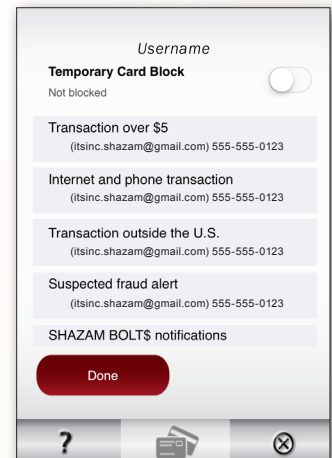 Username
Temporary Card Block
Not blocked
Transaction over $5
(itsinc.shazam@gmail.com) 555-555-0123
Internet and phone transaction
(itsinc.shazam@gmail.com) 555-555-0123
Transaction outside the U.S.
(itsinc.shazam@gmail.com) 555-555-0123
Suspected fraud alert
(itsinc.shazam@gmail.com) 555-555-0123
SHAZAM BOLT$ notifications
Done
?